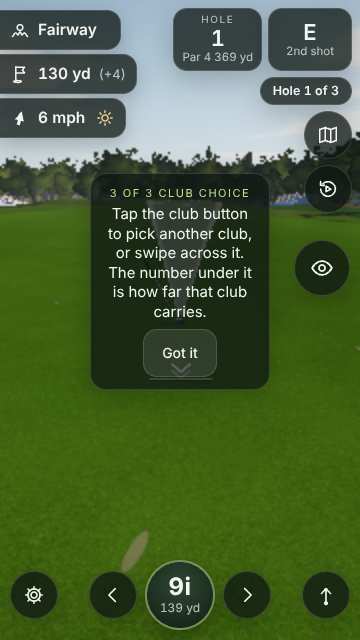 Fairway
130 yd (+4)
6 mph
HOLE
1
Par 4 369 yd
E
2nd shot
Hole 1 of 3
3 OF 3 CLUB CHOICE
Tap the club button
to pick another club,
or swipe across it.
The number under it
is how far that club
carries.
Got it
9i
139 yd